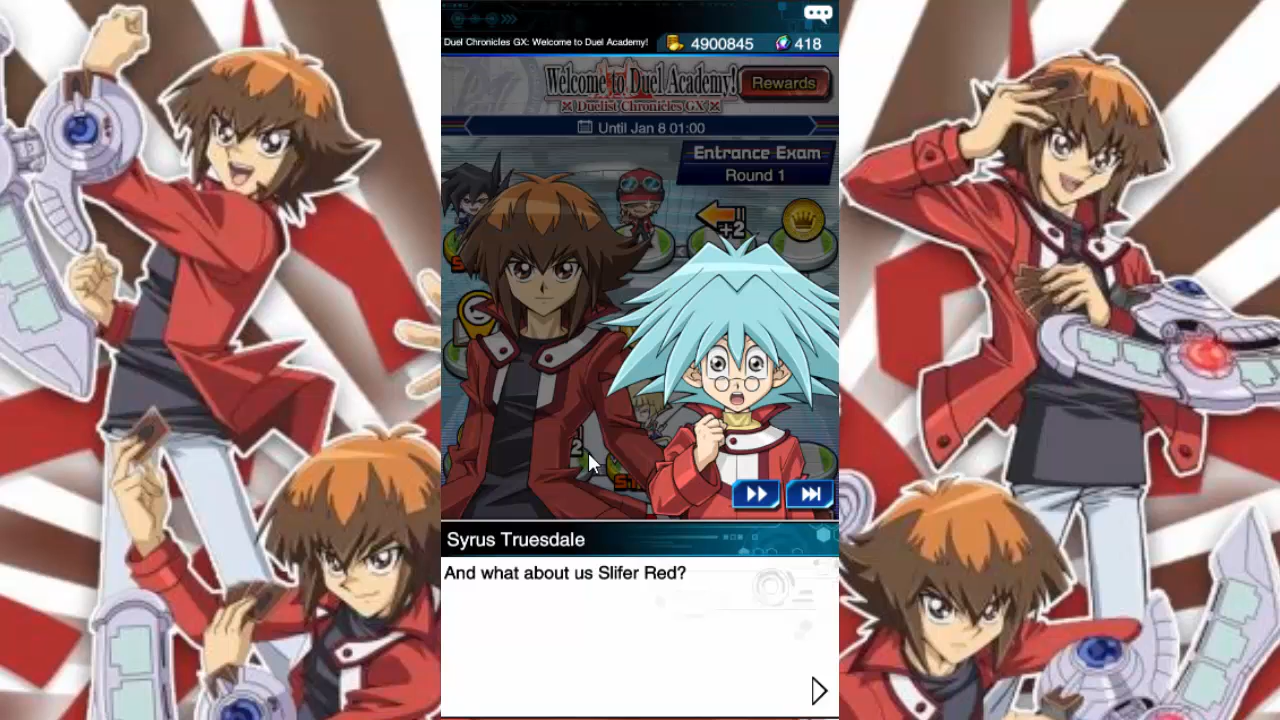 Duel Chronicles GX: Welcome to Duel Academy!
4900845
418
Welcome to Duel Academy!
Duelist Chronicles GX
Rewards
Until Jan 8 01:00
Entrance Exam
Round 1
+2
Syrus Truesdale
And what about us Slifer Red?